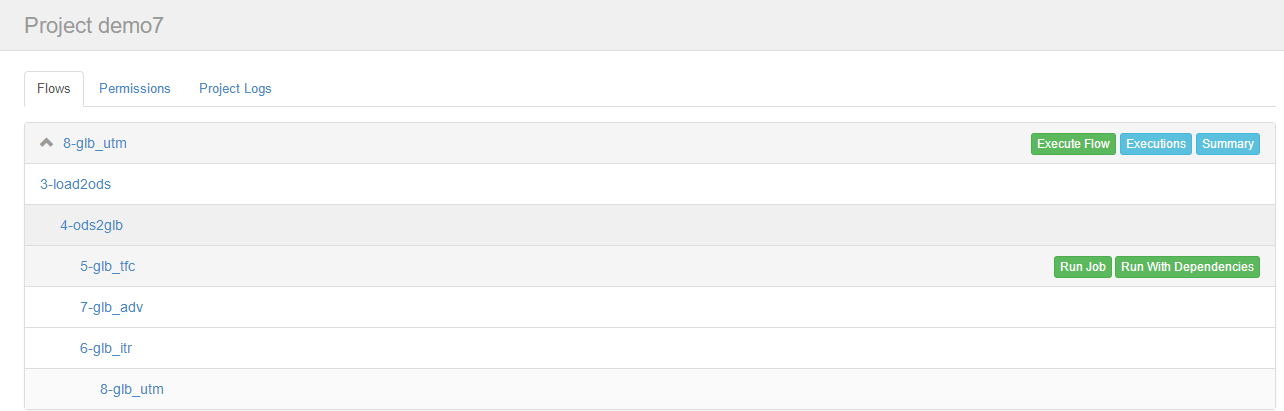 Project demo7
Flows Permissions Project Logs
8-glb_utm Execute Flow Executions Summary
3-load2ods
4-ods2glb
5-glb_tfc Run Job Run With Dependencies
7-glb_adv
6-glb_itr
8-glb_utm